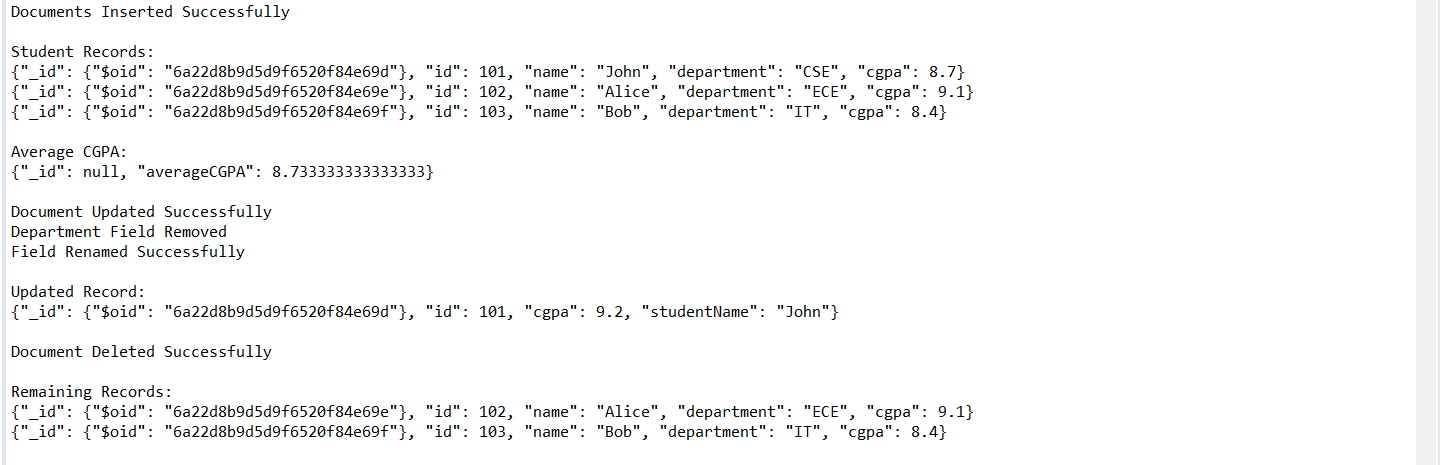 Documents Inserted Successfully
Student Records:
{"_id": {"$oid": "6a22d8b9d5d9f6520f84e69d"}, "id": 101, "name": "John", "department": "CSE", "cgpa": 8.7}
{"_id": {"$oid": "6a22d8b9d5d9f6520f84e69e"}, "id": 102, "name": "Alice", "department": "ECE", "cgpa": 9.1}
{"_id": {"$oid": "6a22d8b9d5d9f6520f84e69f"}, "id": 103, "name": "Bob", "department": "IT", "cgpa": 8.4}
Average CGPA:
{"_id": null, "averageCGPA": 8.733333333333333}
Document Updated Successfully
Department Field Removed
Field Renamed Successfully
Updated Record:
{"_id": {"$oid": "6a22d8b9d5d9f6520f84e69d"}, "id": 101, "cgpa": 9.2, "studentName": "John"}
Document Deleted Successfully
Remaining Records:
{"_id": {"$oid": "6a22d8b9d5d9f6520f84e69e"}, "id": 102, "name": "Alice", "department": "ECE", "cgpa": 9.1}
{"_id": {"$oid": "6a22d8b9d5d9f6520f84e69f"}, "id": 103, "name": "Bob", "department": "IT", "cgpa": 8.4}